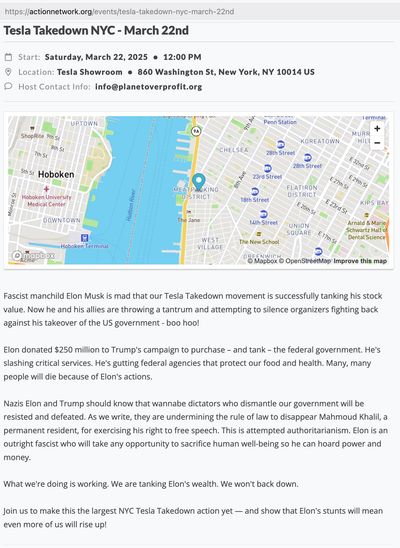 https://actionnetwork.org/events/tesla-takedown-nyc-march-22nd
Tesla Takedown NYC - March 22nd
Start: Saturday, March 22, 2025 • 12:00 PM
Location: Tesla Showroom • 860 Washington St, New York, NY 10014 US
Host Contact Info: info@planetoverprofit.org
UPTOWN
ShopRite
Hoboken
Hoboken University
Medical Center
DOWNTOWN
Hoboken Terminal
Hudson River
9A
CHELSEA
Terminal
Penn Station
KOREATOWN
MURRAY
HILL
28th Street
28th Street
23rd Street
8th Ave
FLATIRON
DISTRICT
MEATPACKING
DISTRICT
18th Street
14th Street
The Jane
WEST
VILLAGE
The New School
UNION
SQUARE
KIPS BAY
Arnold & Marie
Schwartz Hall of
Dental Science
+
−
mapbox
© Mapbox © OpenStreetMap Improve this map
Fascist manchild Elon Musk is mad that our Tesla Takedown movement is successfully tanking his stock
value. Now he and his allies are throwing a tantrum and attempting to silence organizers fighting back
against his takeover of the US government - boo hoo!
Elon donated $250 million to Trump's campaign to purchase – and tank – the federal government. He's
slashing critical services. He's gutting federal agencies that protect our food and health. Many, many
people will die because of Elon's actions.
Nazis Elon and Trump should know that wannabe dictators who dismantle our government will be
resisted and defeated. As we write, they are undermining the rule of law to disappear Mahmoud Khalil, a
permanent resident, for exercising his right to free speech. This is attempted authoritarianism. Elon is an
outright fascist who will take any opportunity to sacrifice human well-being so he can hoard power and
money.
What we're doing is working. We are tanking Elon's wealth. We won't back down.
Join us to make this the largest NYC Tesla Takedown action yet — and show that Elon's stunts will mean
even more of us will rise up!